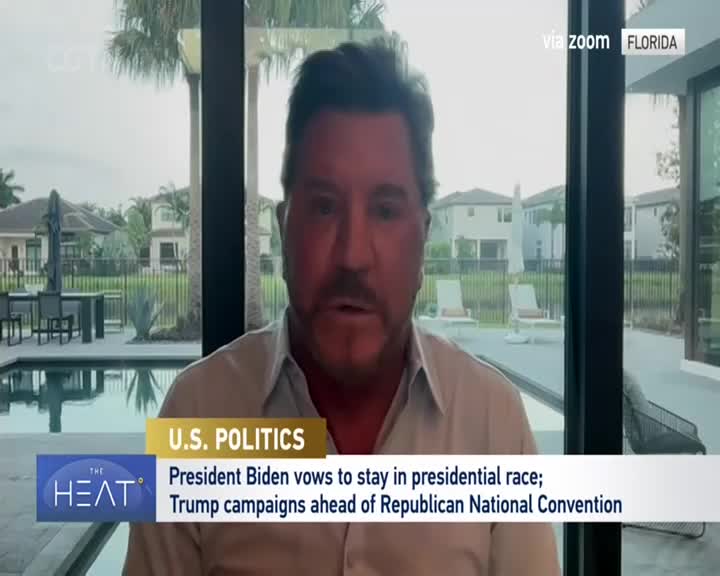 CGTN
via zoom
FLORIDA
U.S. POLITICS
THE
HEAT
President Biden vows to stay in presidential race;
Trump campaigns ahead of Republican National Convention